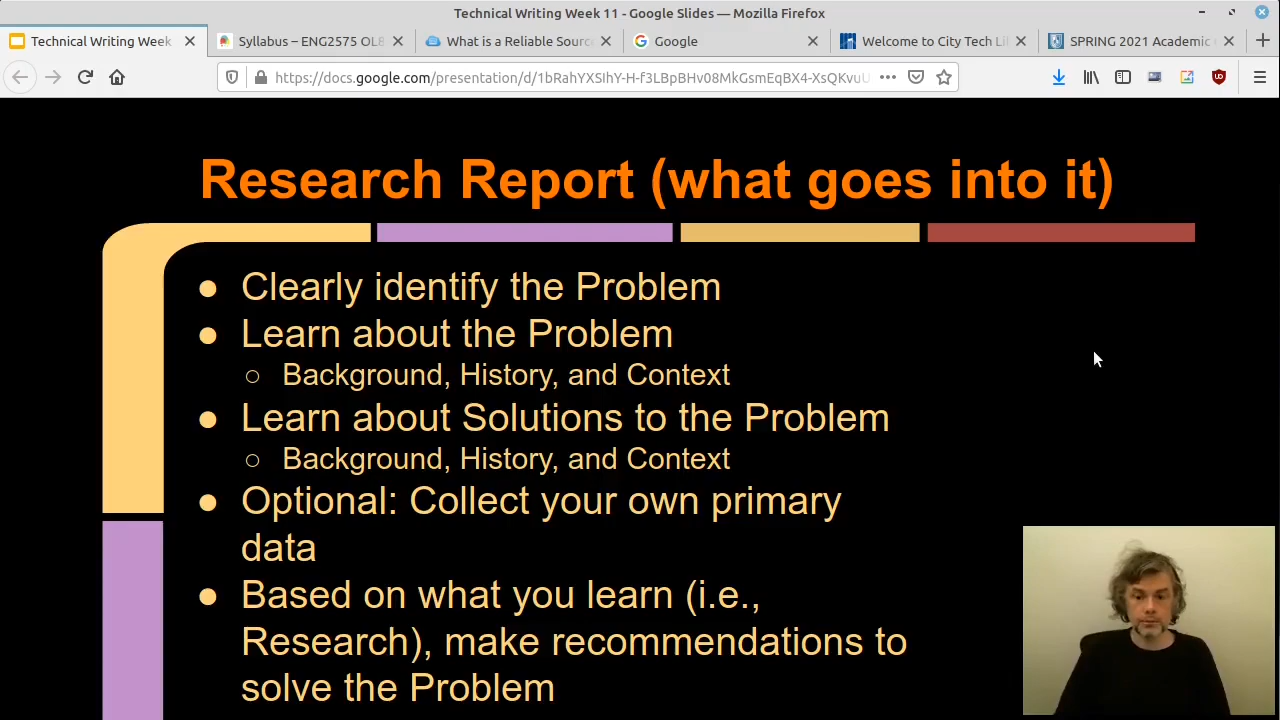 Technical Writing Week 11 - Google Slides — Mozilla Firefox
Technical Writing Week
Syllabus – ENG2575 OL8
What is a Reliable Sourc
Google
Welcome to City Tech Li
SPRING 2021 Academic
https://docs.google.com/presentation/d/1bRahYXSIhY-H-f3LBpBHv08MkGsmEqBX4-XsQKvuU
Research Report (what goes into it)
● Clearly identify the Problem
● Learn about the Problem
○ Background, History, and Context
● Learn about Solutions to the Problem
○ Background, History, and Context
● Optional: Collect your own primary
data
● Based on what you learn (i.e.,
Research), make recommendations to
solve the Problem